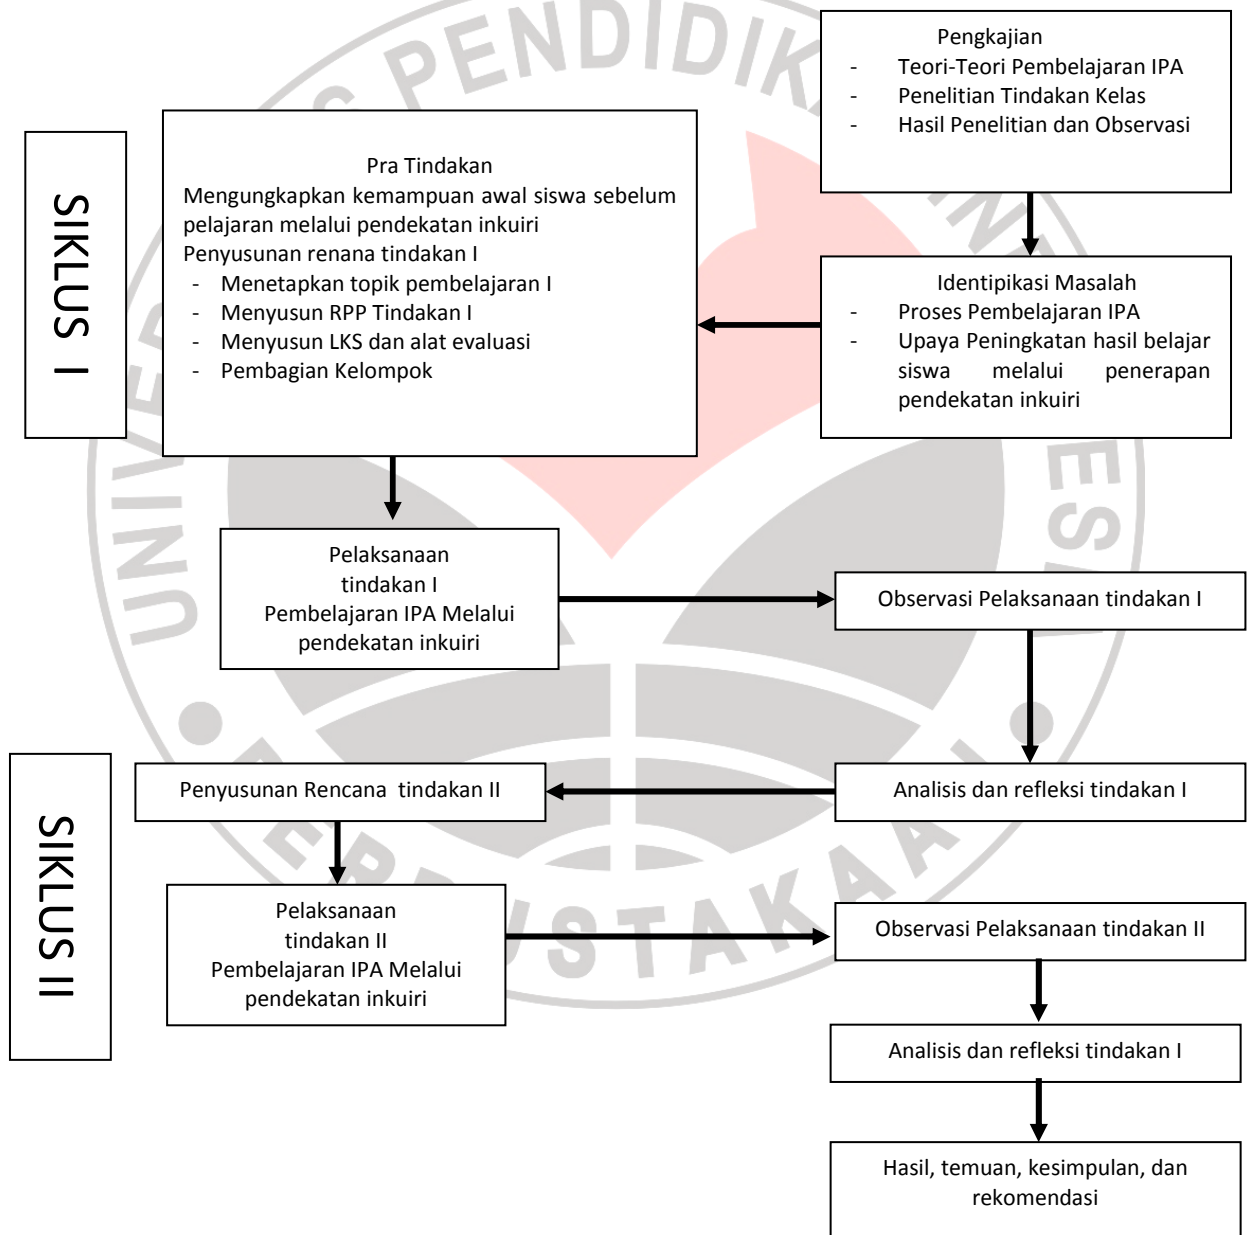 Pengkajian
- Teori-Teori Pembelajaran IPA
- Penelitian Tindakan Kelas
- Hasil Penelitian dan Observasi
SIKLUS I
Pra Tindakan
Mengungkapkan kemampuan awal siswa sebelum
pelajaran melalui pendekatan inkuiri
Penyusunan renana tindakan I
- Menetapkan topik pembelajaran I
- Menyusun RPP Tindakan I
- Menyusun LKS dan alat evaluasi
- Pembagian Kelompok
Identipikasi Masalah
- Proses Pembelajaran IPA
- Upaya Peningkatan hasil belajar
siswa melalui penerapan
pendekatan inkuiri
Pelaksanaan
tindakan I
Pembelajaran IPA Melalui
pendekatan inkuiri
Observasi Pelaksanaan tindakan I
Analisis dan refleksi tindakan I
SIKLUS II
Penyusunan Rencana tindakan II
Pelaksanaan
tindakan II
Pembelajaran IPA Melalui
pendekatan inkuiri
Observasi Pelaksanaan tindakan II
Analisis dan refleksi tindakan I
Hasil, temuan, kesimpulan, dan
rekomendasi